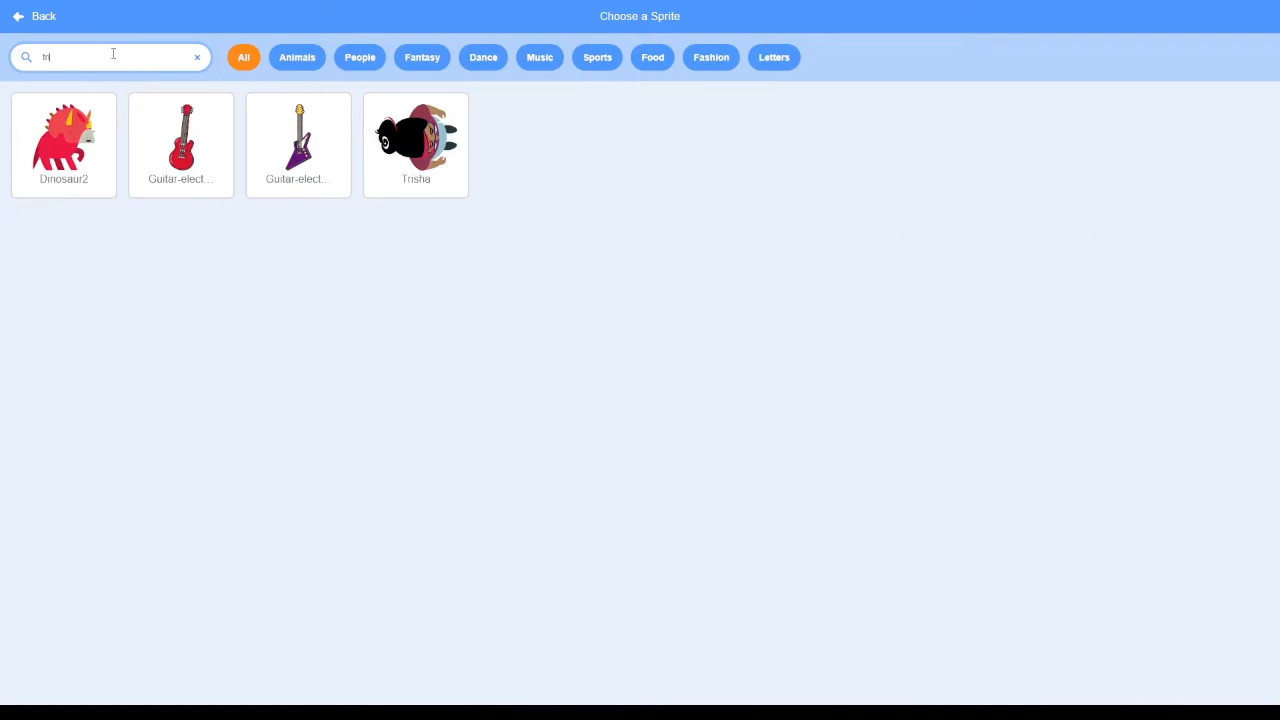 Back
Choose a Sprite
tri
All
Animals
People
Fantasy
Dance
Music
Sports
Food
Fashion
Letters
Dinosaur2
Guitar-elect...
Guitar-elect...
Trisha